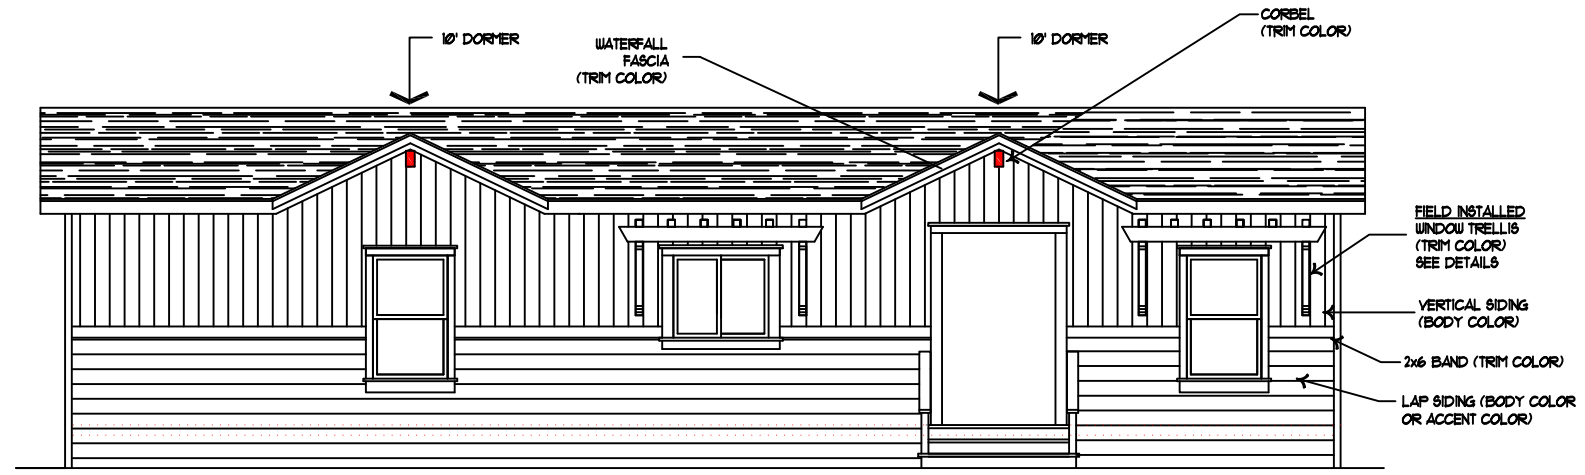 10' DORMER
WATERFALL
FASCIA
(TRIM COLOR)
10' DORMER
CORBEL
(TRIM COLOR)
FIELD INSTALLED
WINDOW TRELLIS
(TRIM COLOR)
SEE DETAILS
VERTICAL SIDING
(BODY COLOR)
2x6 BAND (TRIM COLOR)
LAP SIDING (BODY COLOR
OR ACCENT COLOR)